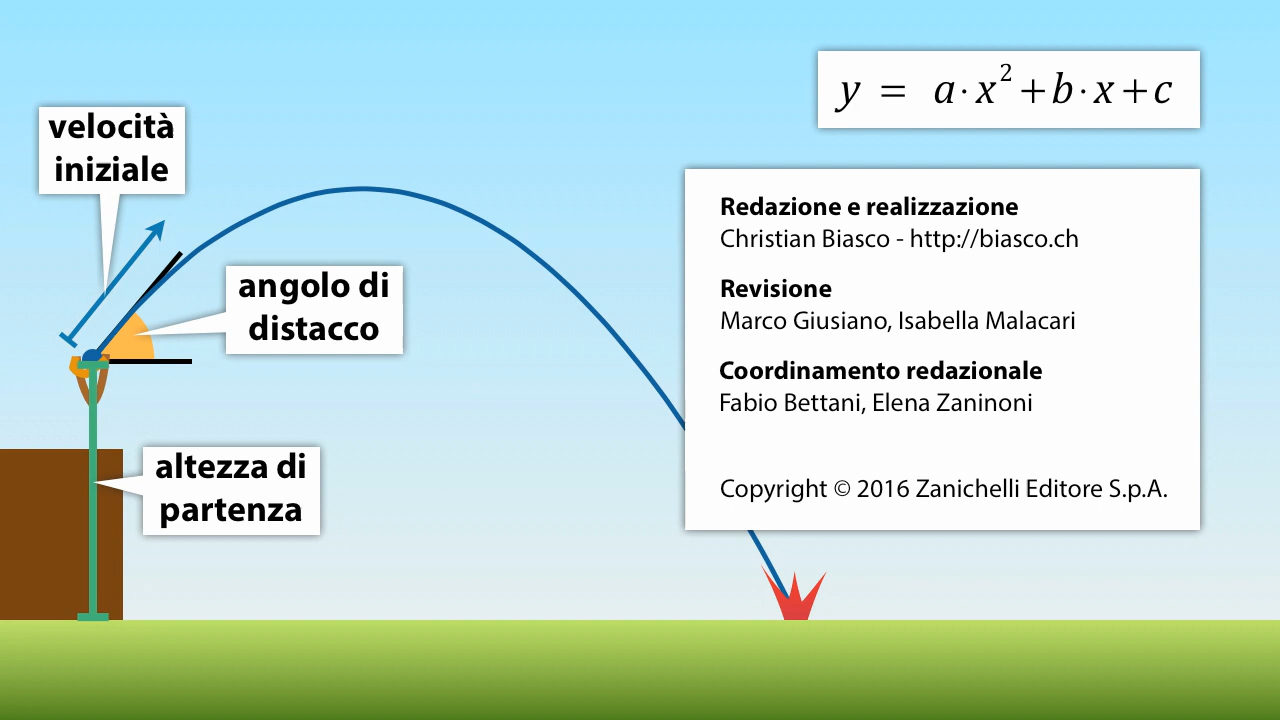 y = a·x²+b·x+c
velocità
iniziale
angolo di
distacco
altezza di
partenza
Redazione e realizzazione
Christian Biasco - http://biasco.ch
Revisione
Marco Giusiano, Isabella Malacari
Coordinamento redazionale
Fabio Bettani, Elena Zaninoni
Copyright © 2016 Zanichelli Editore S.p.A.